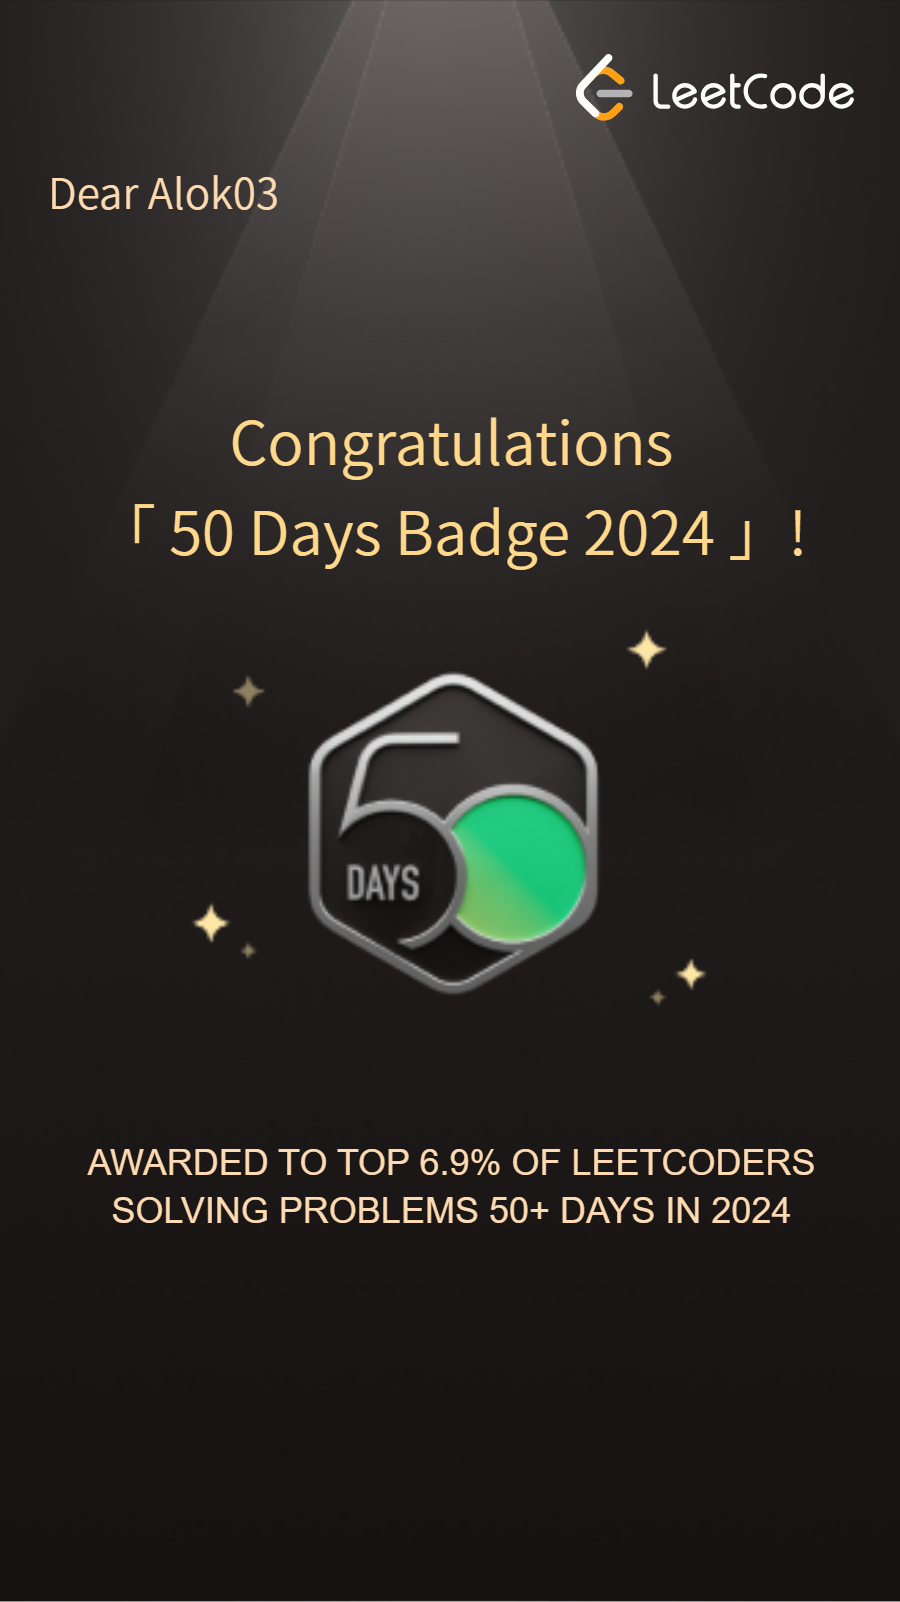 LeetCode
Dear Alok03
Congratulations
「 50 Days Badge 2024 」!
50
DAYS
AWARDED TO TOP 6.9% OF LEETCODERS
SOLVING PROBLEMS 50+ DAYS IN 2024